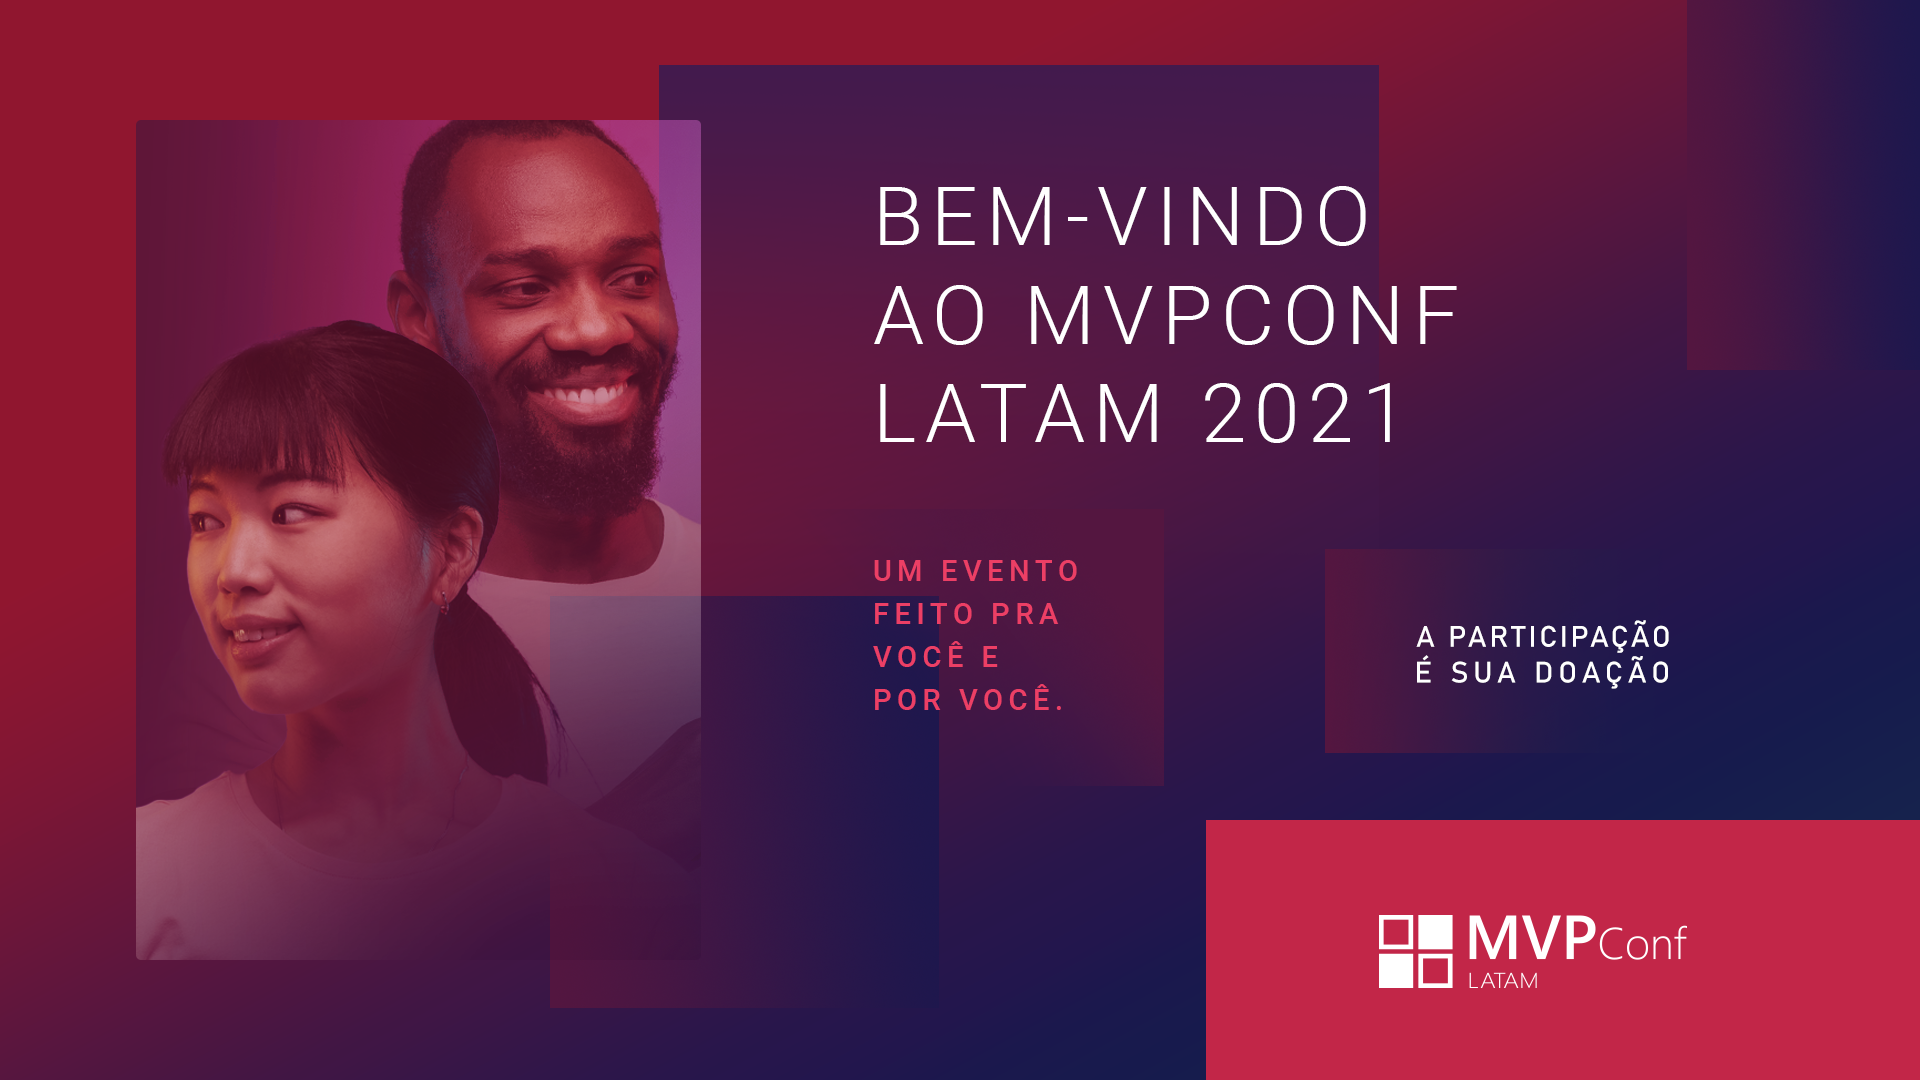 BEM-VINDO
AO MVPCONF
LATAM 2021
UM EVENTO
FEITO PRA
VOCÊ E
POR VOCÊ.
A PARTICIPAÇÃO
É SUA DOAÇÃO
MVPConf
LATAM